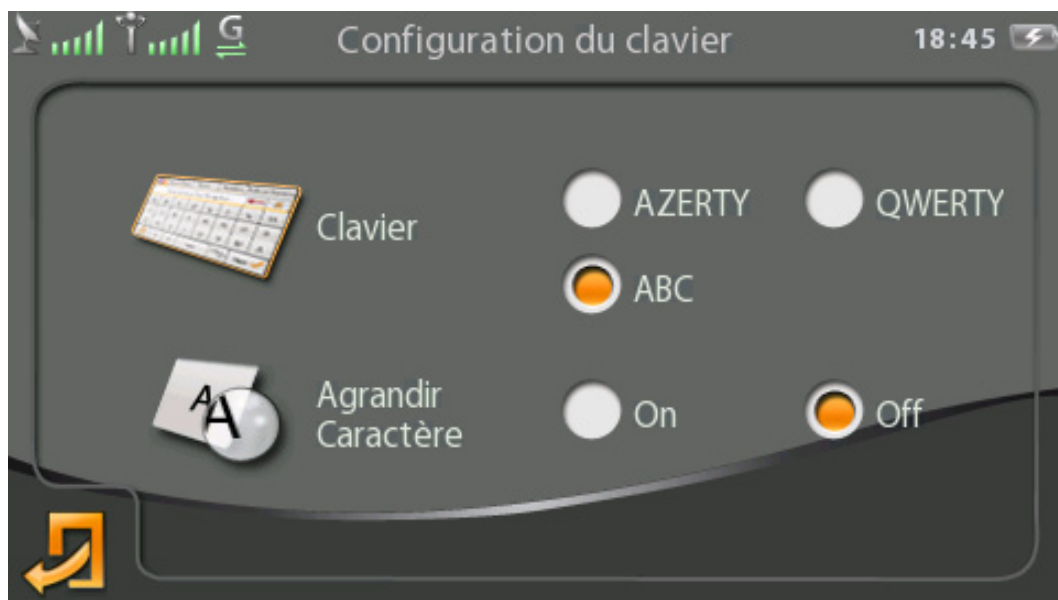 G Configuration du clavier 18:45
AZERTY QWERTY
Clavier
ABC
Agrandir
On Off
Caractère